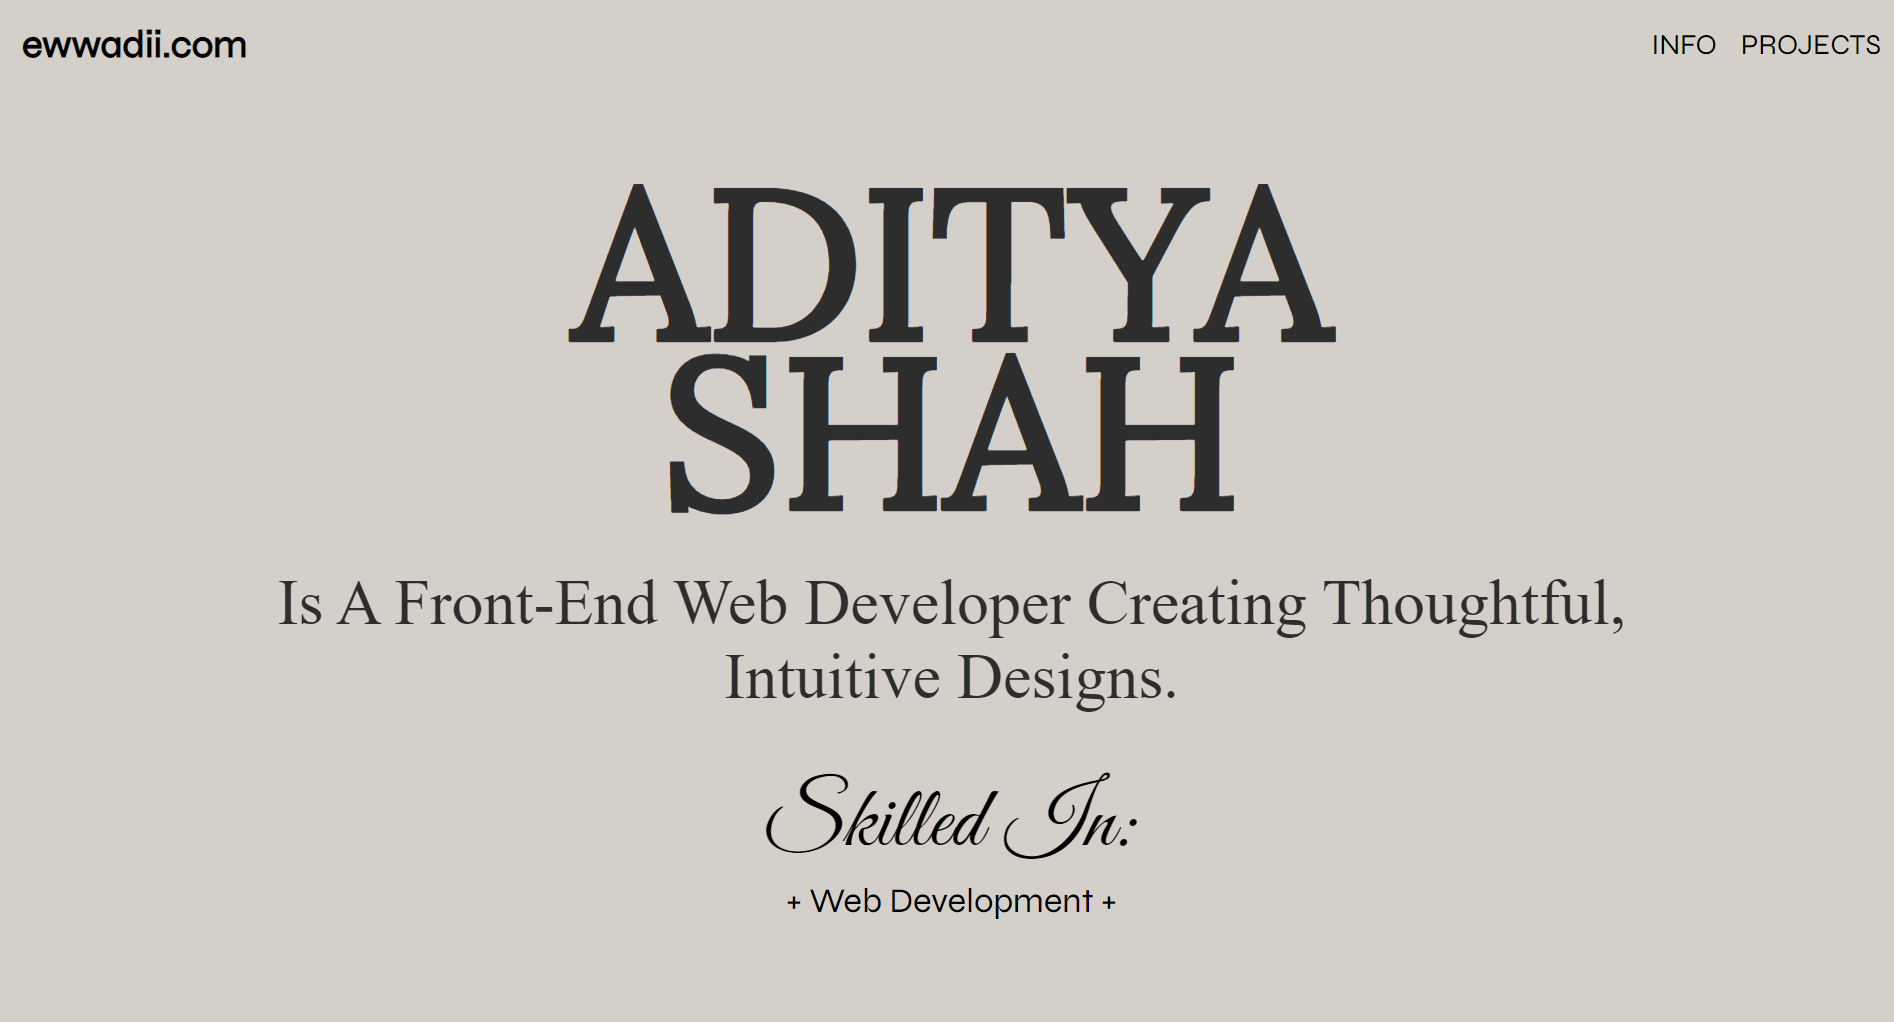 ewwadii.com
INFO PROJECTS
ADITYA
SHAH
Is A Front-End Web Developer Creating Thoughtful,
Intuitive Designs.
Skilled In:
+ Web Development +